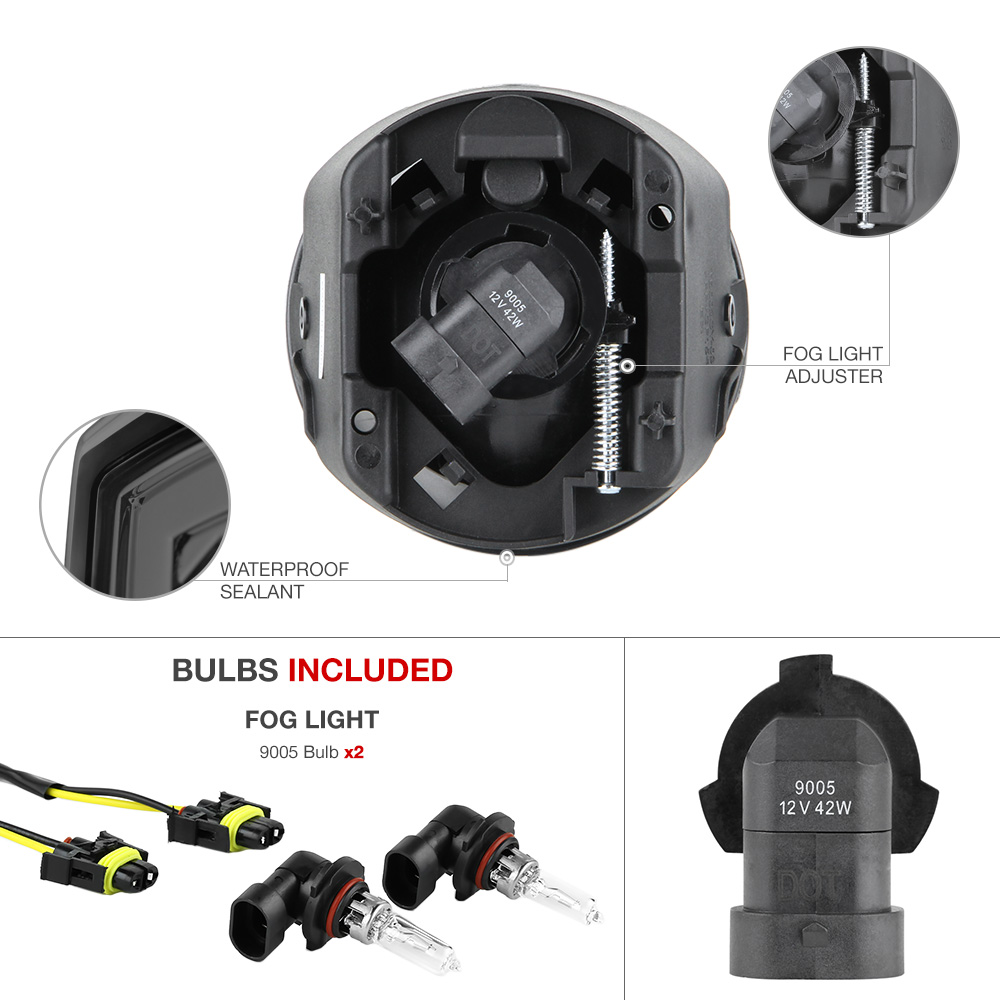 9005
12V 42W
DOT
FOG LIGHT
ADJUSTER
WATERPROOF
SEALANT
BULBS INCLUDED
FOG LIGHT
9005 Bulb x2
9005
12V 42W
DOT